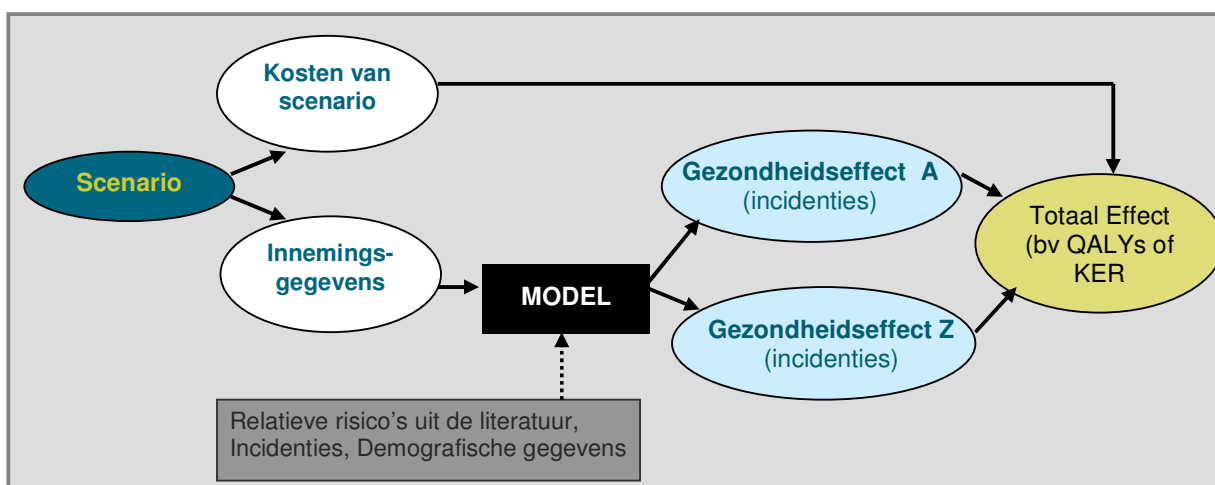 Kosten van
scenario
Scenario
Innemings-
gegevens
MODEL
Gezondheidseffect A
(incidenties)
Gezondheidseffect Z
(incidenties)
Totaal Effect
(bv QALYs of
KER
Relatieve risico's uit de literatuur,
Incidenties, Demografische gegevens